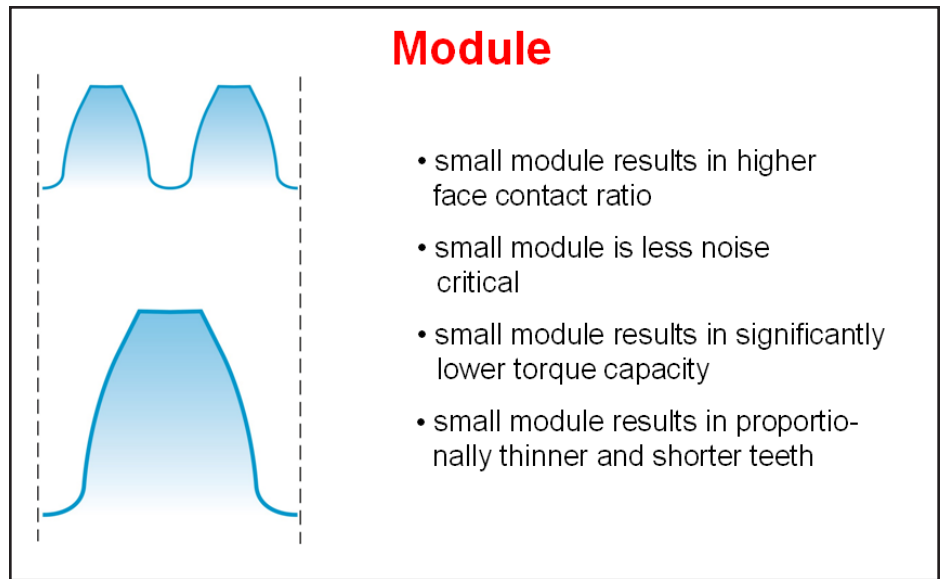 Module
• small module results in higher
face contact ratio
• small module is less noise
critical
• small module results in significantly
lower torque capacity
• small module results in proportio-
nally thinner and shorter teeth